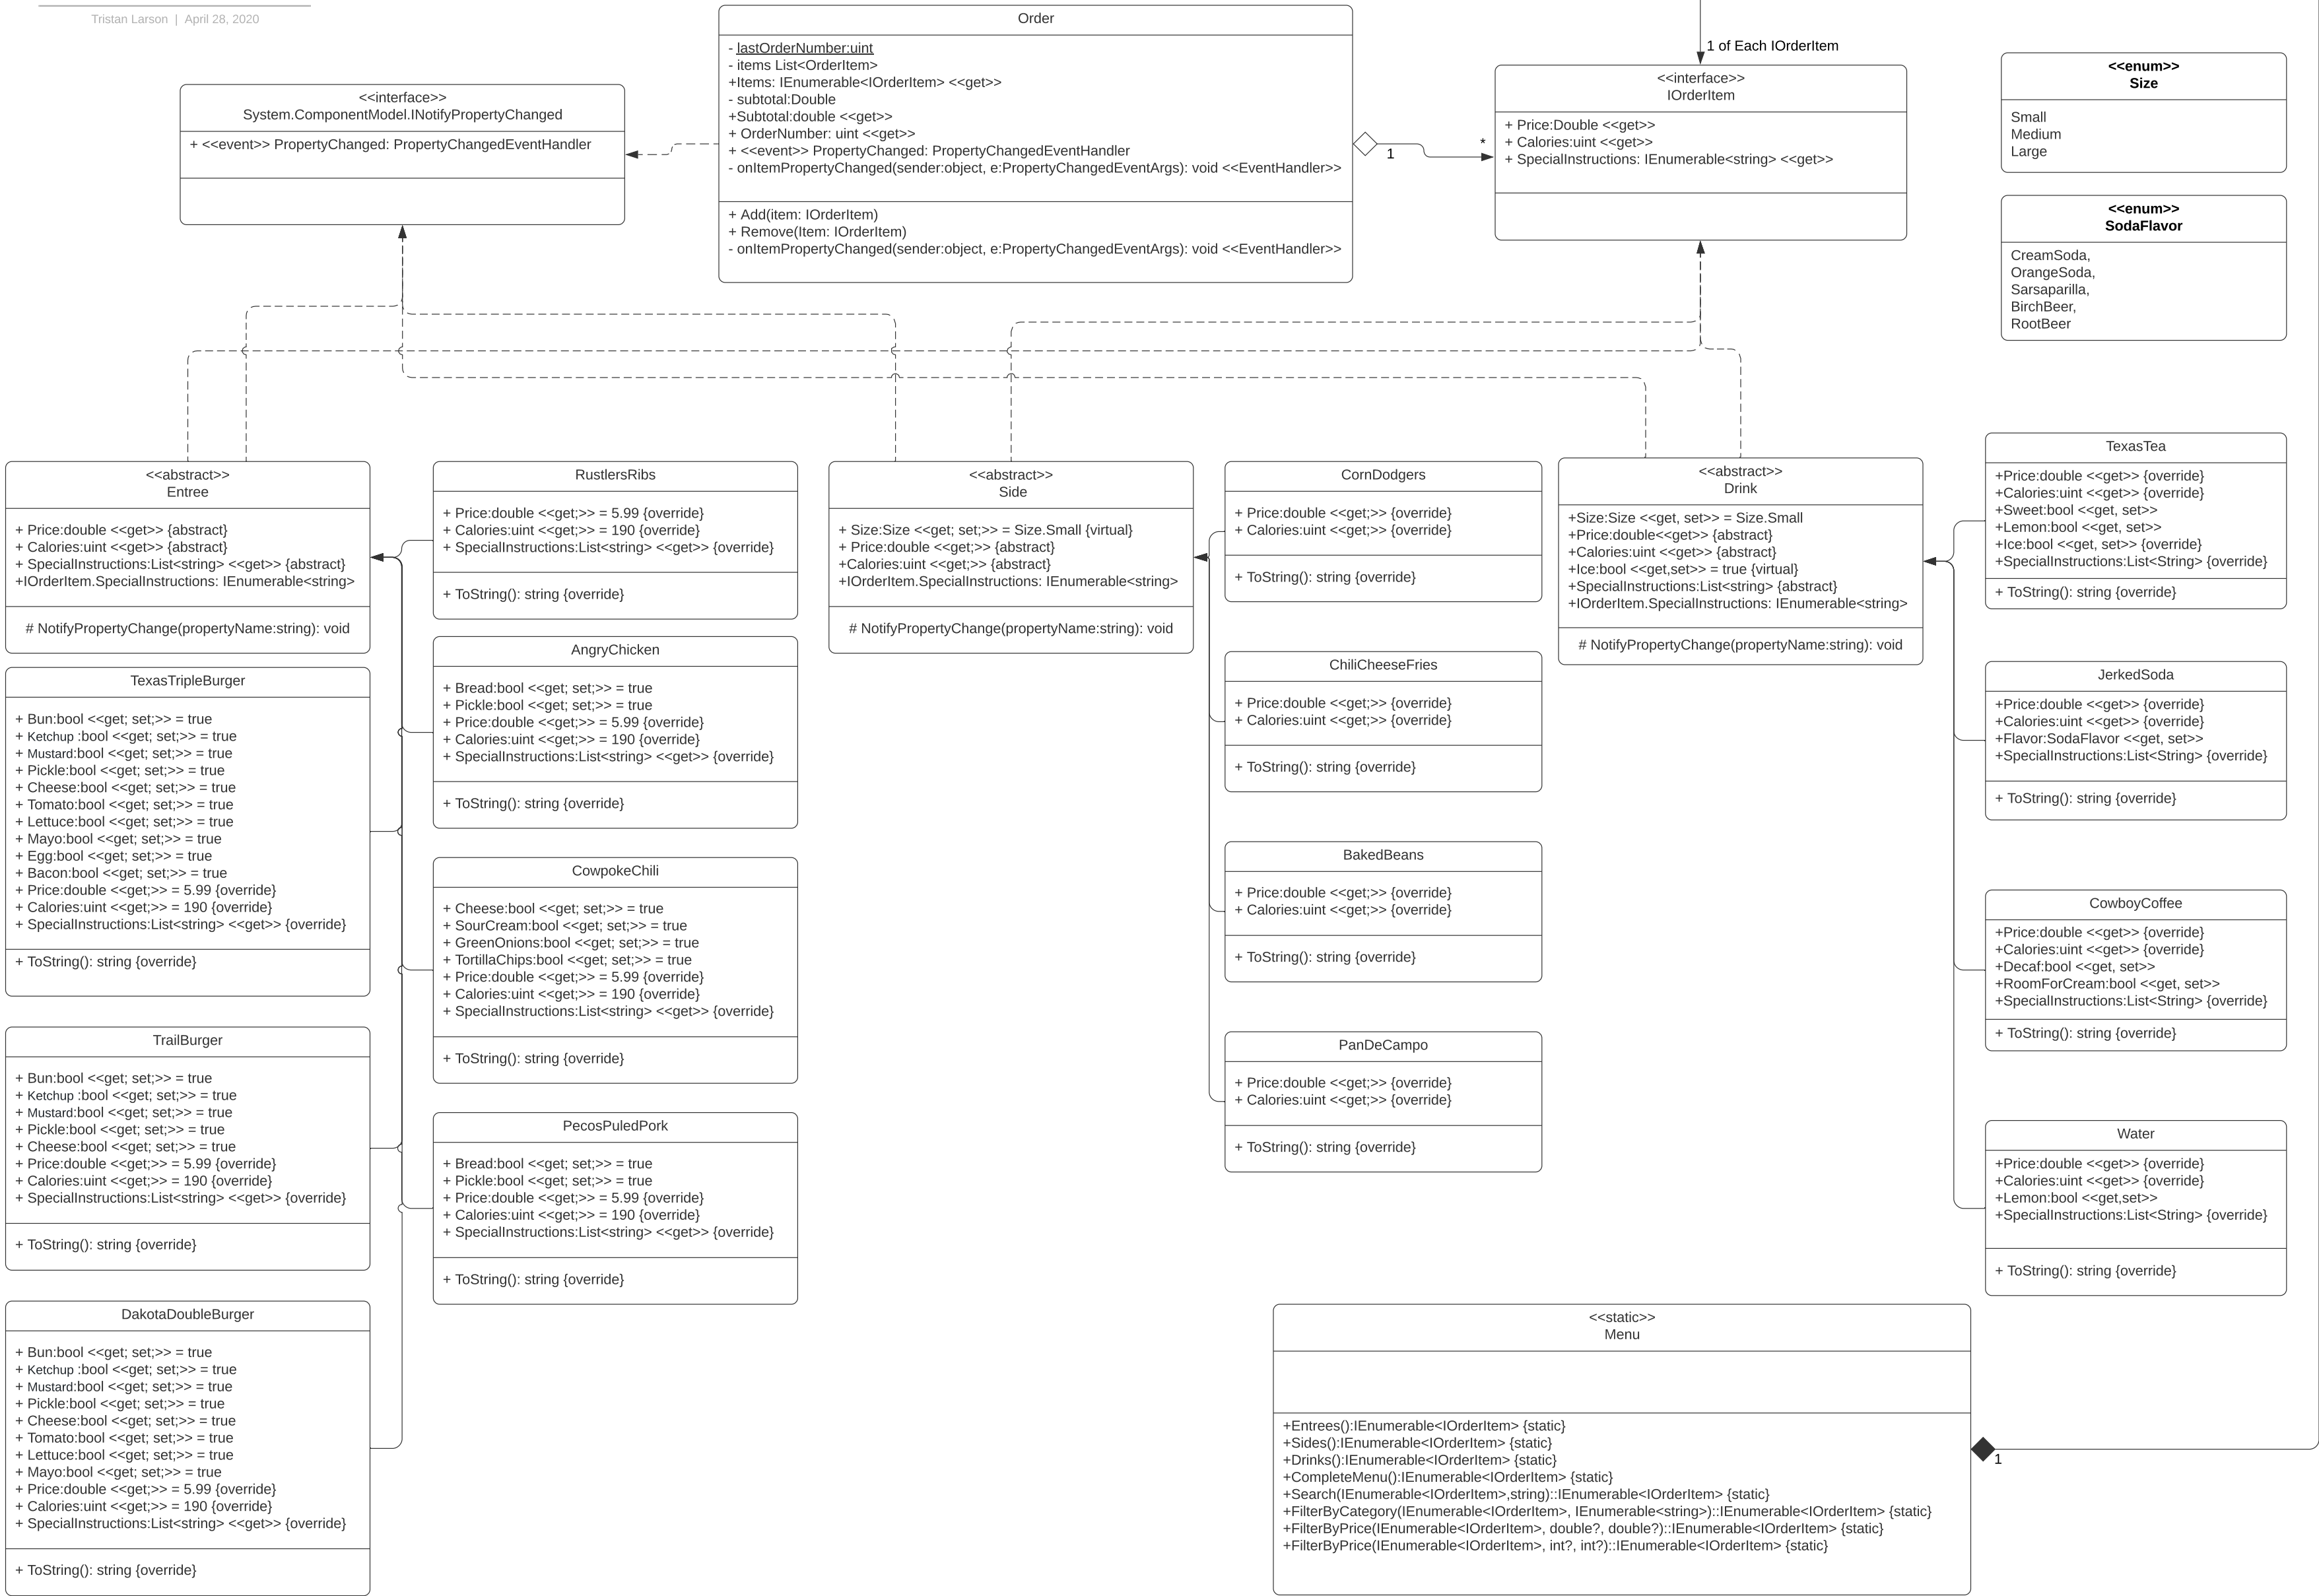 Tristan Larson | April 28, 2020
Order
- lastOrderNumber:uint
- items List<OrderItem>
+Items: IEnumerable<IOrderItem> <<get>>
- subtotal:Double
+Subtotal:double <<get>>
+ OrderNumber: uint <<get>>
+ <<event>> PropertyChanged: PropertyChangedEventHandler
- onItemPropertyChanged(sender:object, e:PropertyChangedEventArgs): void <<EventHandler>>
+ Add(item: IOrderItem)
+ Remove(Item: IOrderItem)
- onItemPropertyChanged(sender:object, e:PropertyChangedEventArgs): void <<EventHandler>>
<<interface>>
System.ComponentModel.INotifyPropertyChanged
+ <<event>> PropertyChanged: PropertyChangedEventHandler
1
*
1 of Each IOrderItem
<<interface>>
IOrderItem
+ Price:Double <<get>>
+ Calories:uint <<get>>
+ SpecialInstructions: IEnumerable<string> <<get>>
<<enum>>
Size
Small
Medium
Large
<<enum>>
SodaFlavor
CreamSoda,
OrangeSoda,
Sarsaparilla,
BirchBeer,
RootBeer
<<abstract>>
Entree
+ Price:double <<get>> {abstract}
+ Calories:uint <<get>> {abstract}
+ SpecialInstructions:List<string> <<get>> {abstract}
+IOrderItem.SpecialInstructions: IEnumerable<string>
# NotifyPropertyChange(propertyName:string): void
TexasTripleBurger
+ Bun:bool <<get; set;>> = true
+ Ketchup :bool <<get; set;>> = true
+ Mustard:bool <<get; set;>> = true
+ Pickle:bool <<get; set;>> = true
+ Cheese:bool <<get; set;>> = true
+ Tomato:bool <<get; set;>> = true
+ Lettuce:bool <<get; set;>> = true
+ Mayo:bool <<get; set;>> = true
+ Egg:bool <<get; set;>> = true
+ Bacon:bool <<get; set;>> = true
+ Price:double <<get;>> = 5.99 {override}
+ Calories:uint <<get;>> = 190 {override}
+ SpecialInstructions:List<string> <<get>> {override}
+ ToString(): string {override}
TrailBurger
+ Bun:bool <<get; set;>> = true
+ Ketchup :bool <<get; set;>> = true
+ Mustard:bool <<get; set;>> = true
+ Pickle:bool <<get; set;>> = true
+ Cheese:bool <<get; set;>> = true
+ Price:double <<get;>> = 5.99 {override}
+ Calories:uint <<get;>> = 190 {override}
+ SpecialInstructions:List<string> <<get>> {override}
+ ToString(): string {override}
DakotaDoubleBurger
+ Bun:bool <<get; set;>> = true
+ Ketchup :bool <<get; set;>> = true
+ Mustard:bool <<get; set;>> = true
+ Pickle:bool <<get; set;>> = true
+ Cheese:bool <<get; set;>> = true
+ Tomato:bool <<get; set;>> = true
+ Lettuce:bool <<get; set;>> = true
+ Mayo:bool <<get; set;>> = true
+ Price:double <<get;>> = 5.99 {override}
+ Calories:uint <<get;>> = 190 {override}
+ SpecialInstructions:List<string> <<get>> {override}
+ ToString(): string {override}
RustlersRibs
+ Price:double <<get;>> = 5.99 {override}
+ Calories:uint <<get;>> = 190 {override}
+ SpecialInstructions:List<string> <<get>> {override}
+ ToString(): string {override}
AngryChicken
+ Bread:bool <<get; set;>> = true
+ Pickle:bool <<get; set;>> = true
+ Price:double <<get;>> = 5.99 {override}
+ Calories:uint <<get;>> = 190 {override}
+ SpecialInstructions:List<string> <<get>> {override}
+ ToString(): string {override}
CowpokeChili
+ Cheese:bool <<get; set;>> = true
+ SourCream:bool <<get; set;>> = true
+ GreenOnions:bool <<get; set;>> = true
+ TortillaChips:bool <<get; set;>> = true
+ Price:double <<get;>> = 5.99 {override}
+ Calories:uint <<get;>> = 190 {override}
+ SpecialInstructions:List<string> <<get>> {override}
+ ToString(): string {override}
PecosPuledPork
+ Bread:bool <<get; set;>> = true
+ Pickle:bool <<get; set;>> = true
+ Price:double <<get;>> = 5.99 {override}
+ Calories:uint <<get;>> = 190 {override}
+ SpecialInstructions:List<string> <<get>> {override}
+ ToString(): string {override}
<<abstract>>
Side
+ Size:Size <<get; set;>> = Size.Small {virtual}
+ Price:double <<get;>> {abstract}
+Calories:uint <<get;>> {abstract}
+IOrderItem.SpecialInstructions: IEnumerable<string>
# NotifyPropertyChange(propertyName:string): void
CornDodgers
+ Price:double <<get;>> {override}
+ Calories:uint <<get;>> {override}
+ ToString(): string {override}
ChiliCheeseFries
+ Price:double <<get;>> {override}
+ Calories:uint <<get;>> {override}
+ ToString(): string {override}
BakedBeans
+ Price:double <<get;>> {override}
+ Calories:uint <<get;>> {override}
+ ToString(): string {override}
PanDeCampo
+ Price:double <<get;>> {override}
+ Calories:uint <<get;>> {override}
+ ToString(): string {override}
<<abstract>>
Drink
+Size:Size <<get, set>> = Size.Small
+Price:double<<get>> {abstract}
+Calories:uint <<get>> {abstract}
+Ice:bool <<get,set>> = true {virtual}
+SpecialInstructions:List<string> {abstract}
+IOrderItem.SpecialInstructions: IEnumerable<string>
# NotifyPropertyChange(propertyName:string): void
TexasTea
+Price:double <<get>> {override}
+Calories:uint <<get>> {override}
+Sweet:bool <<get, set>>
+Lemon:bool <<get, set>>
+Ice:bool <<get, set>> {override}
+SpecialInstructions:List<String> {override}
+ ToString(): string {override}
JerkedSoda
+Price:double <<get>> {override}
+Calories:uint <<get>> {override}
+Flavor:SodaFlavor <<get, set>>
+SpecialInstructions:List<String> {override}
+ ToString(): string {override}
CowboyCoffee
+Price:double <<get>> {override}
+Calories:uint <<get>> {override}
+Decaf:bool <<get, set>>
+RoomForCream:bool <<get, set>>
+SpecialInstructions:List<String> {override}
+ ToString(): string {override}
Water
+Price:double <<get>> {override}
+Calories:uint <<get>> {override}
+Lemon:bool <<get,set>>
+SpecialInstructions:List<String> {override}
+ ToString(): string {override}
<<static>>
Menu
+Entrees():IEnumerable<IOrderItem> {static}
+Sides():IEnumerable<IOrderItem> {static}
+Drinks():IEnumerable<IOrderItem> {static}
+CompleteMenu():IEnumerable<IOrderItem> {static}
+Search(IEnumerable<IOrderItem>,string)::IEnumerable<IOrderItem> {static}
+FilterByCategory(IEnumerable<IOrderItem>, IEnumerable<string>)::IEnumerable<IOrderItem> {static}
+FilterByPrice(IEnumerable<IOrderItem>, double?, double?)::IEnumerable<IOrderItem> {static}
+FilterByPrice(IEnumerable<IOrderItem>, int?, int?)::IEnumerable<IOrderItem> {static}
1